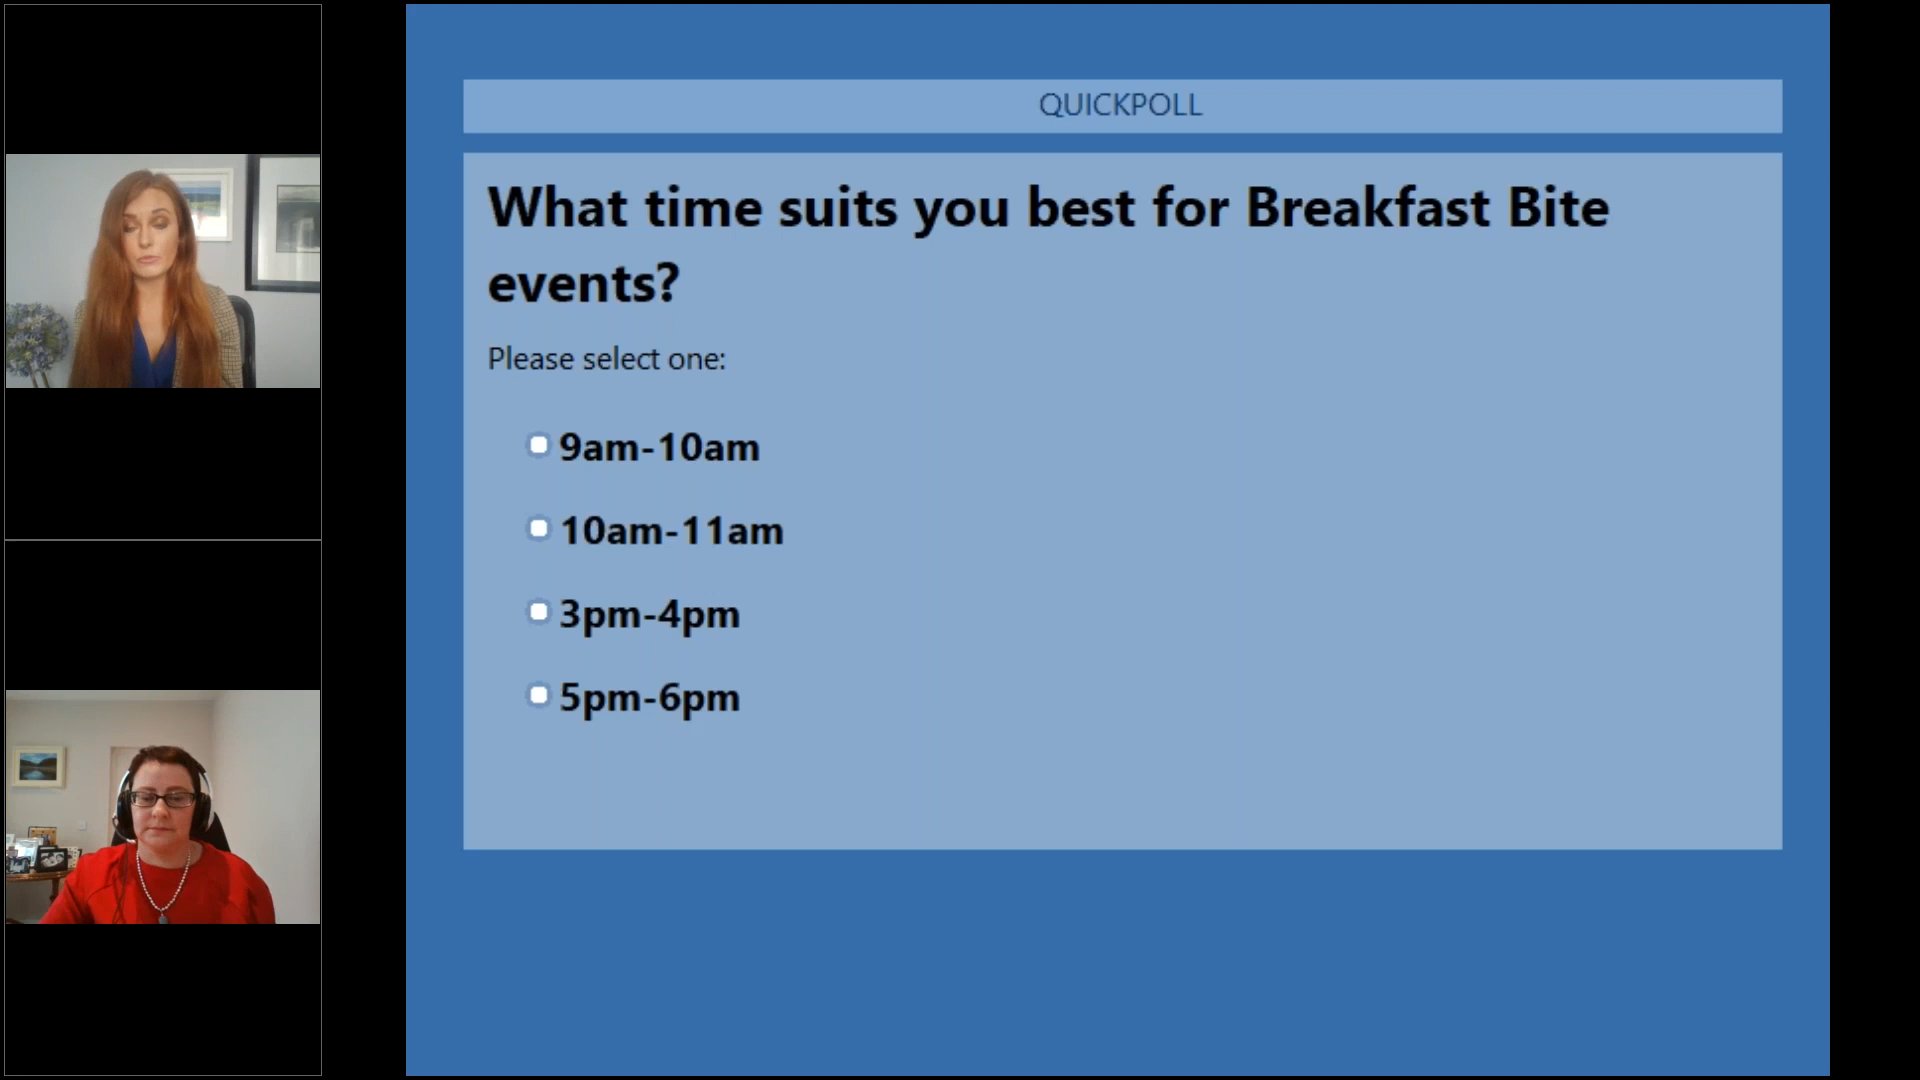 QUICKPOLL
What time suits you best for Breakfast Bite
events?
Please select one:
9am-10am
10am-11am
3pm-4pm
5pm-6pm